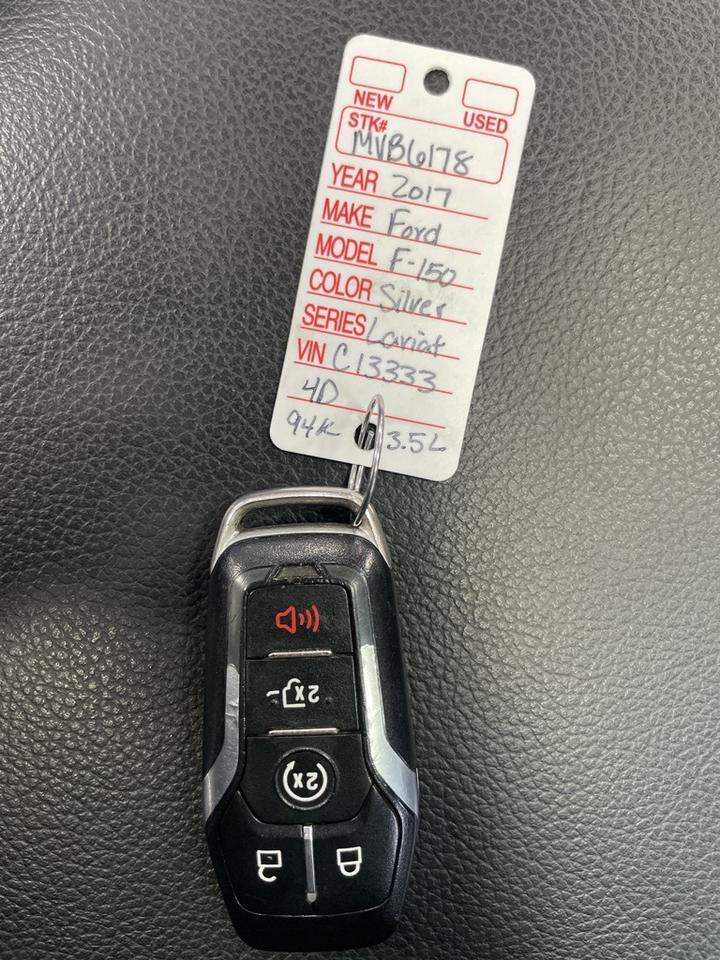 NEW USED
STK# MVB6178
YEAR 2017
MAKE Ford
MODEL F-150
COLOR Silver
SERIES Lariat
VIN C13333
4D
94K 3.5L
2x
2x